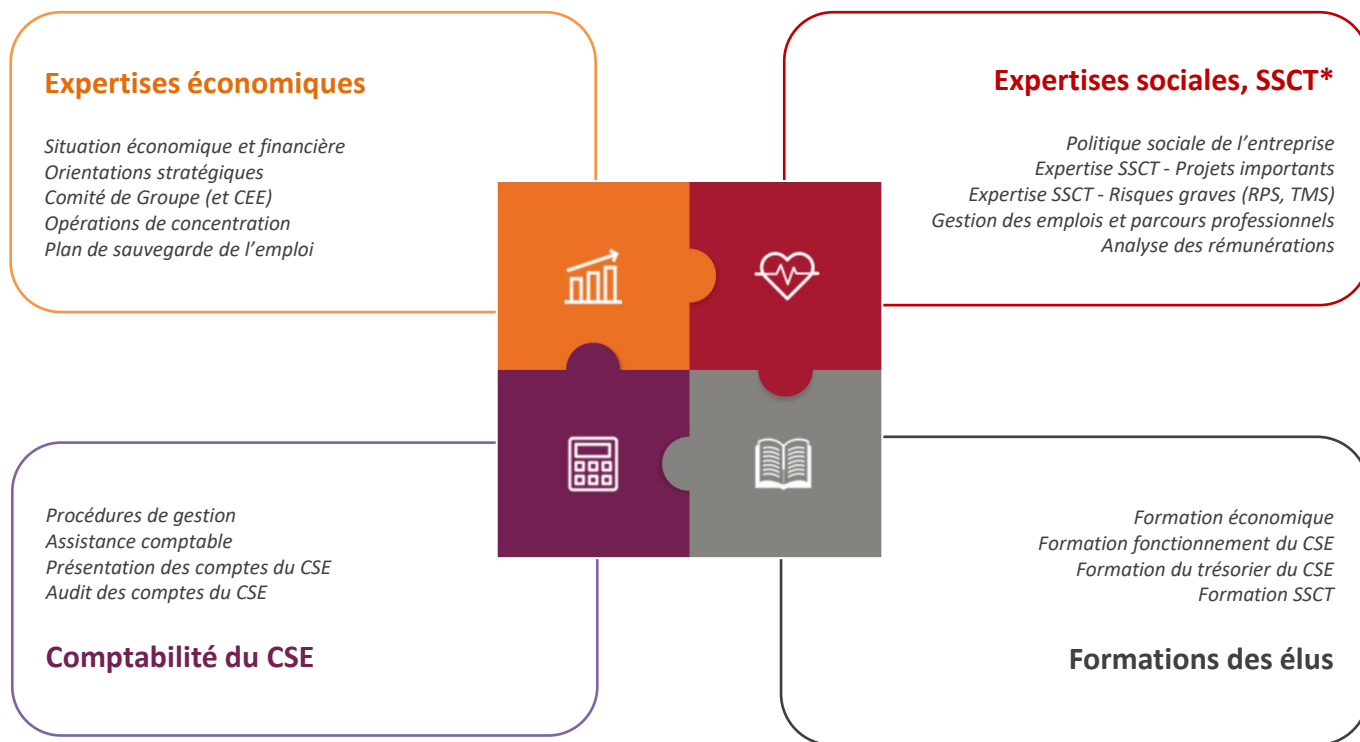 Expertises économiques
Situation économique et financière
Orientations stratégiques
Comité de Groupe (et CEE)
Opérations de concentration
Plan de sauvegarde de l’emploi
Expertises sociales, SSCT*
Politique sociale de l’entreprise
Expertise SSCT - Projets importants
Expertise SSCT - Risques graves (RPS, TMS)
Gestion des emplois et parcours professionnels
Analyse des rémunérations
Procédures de gestion
Assistance comptable
Présentation des comptes du CSE
Audit des comptes du CSE
Comptabilité du CSE
Formation économique
Formation fonctionnement du CSE
Formation du trésorier du CSE
Formation SSCT
Formations des élus